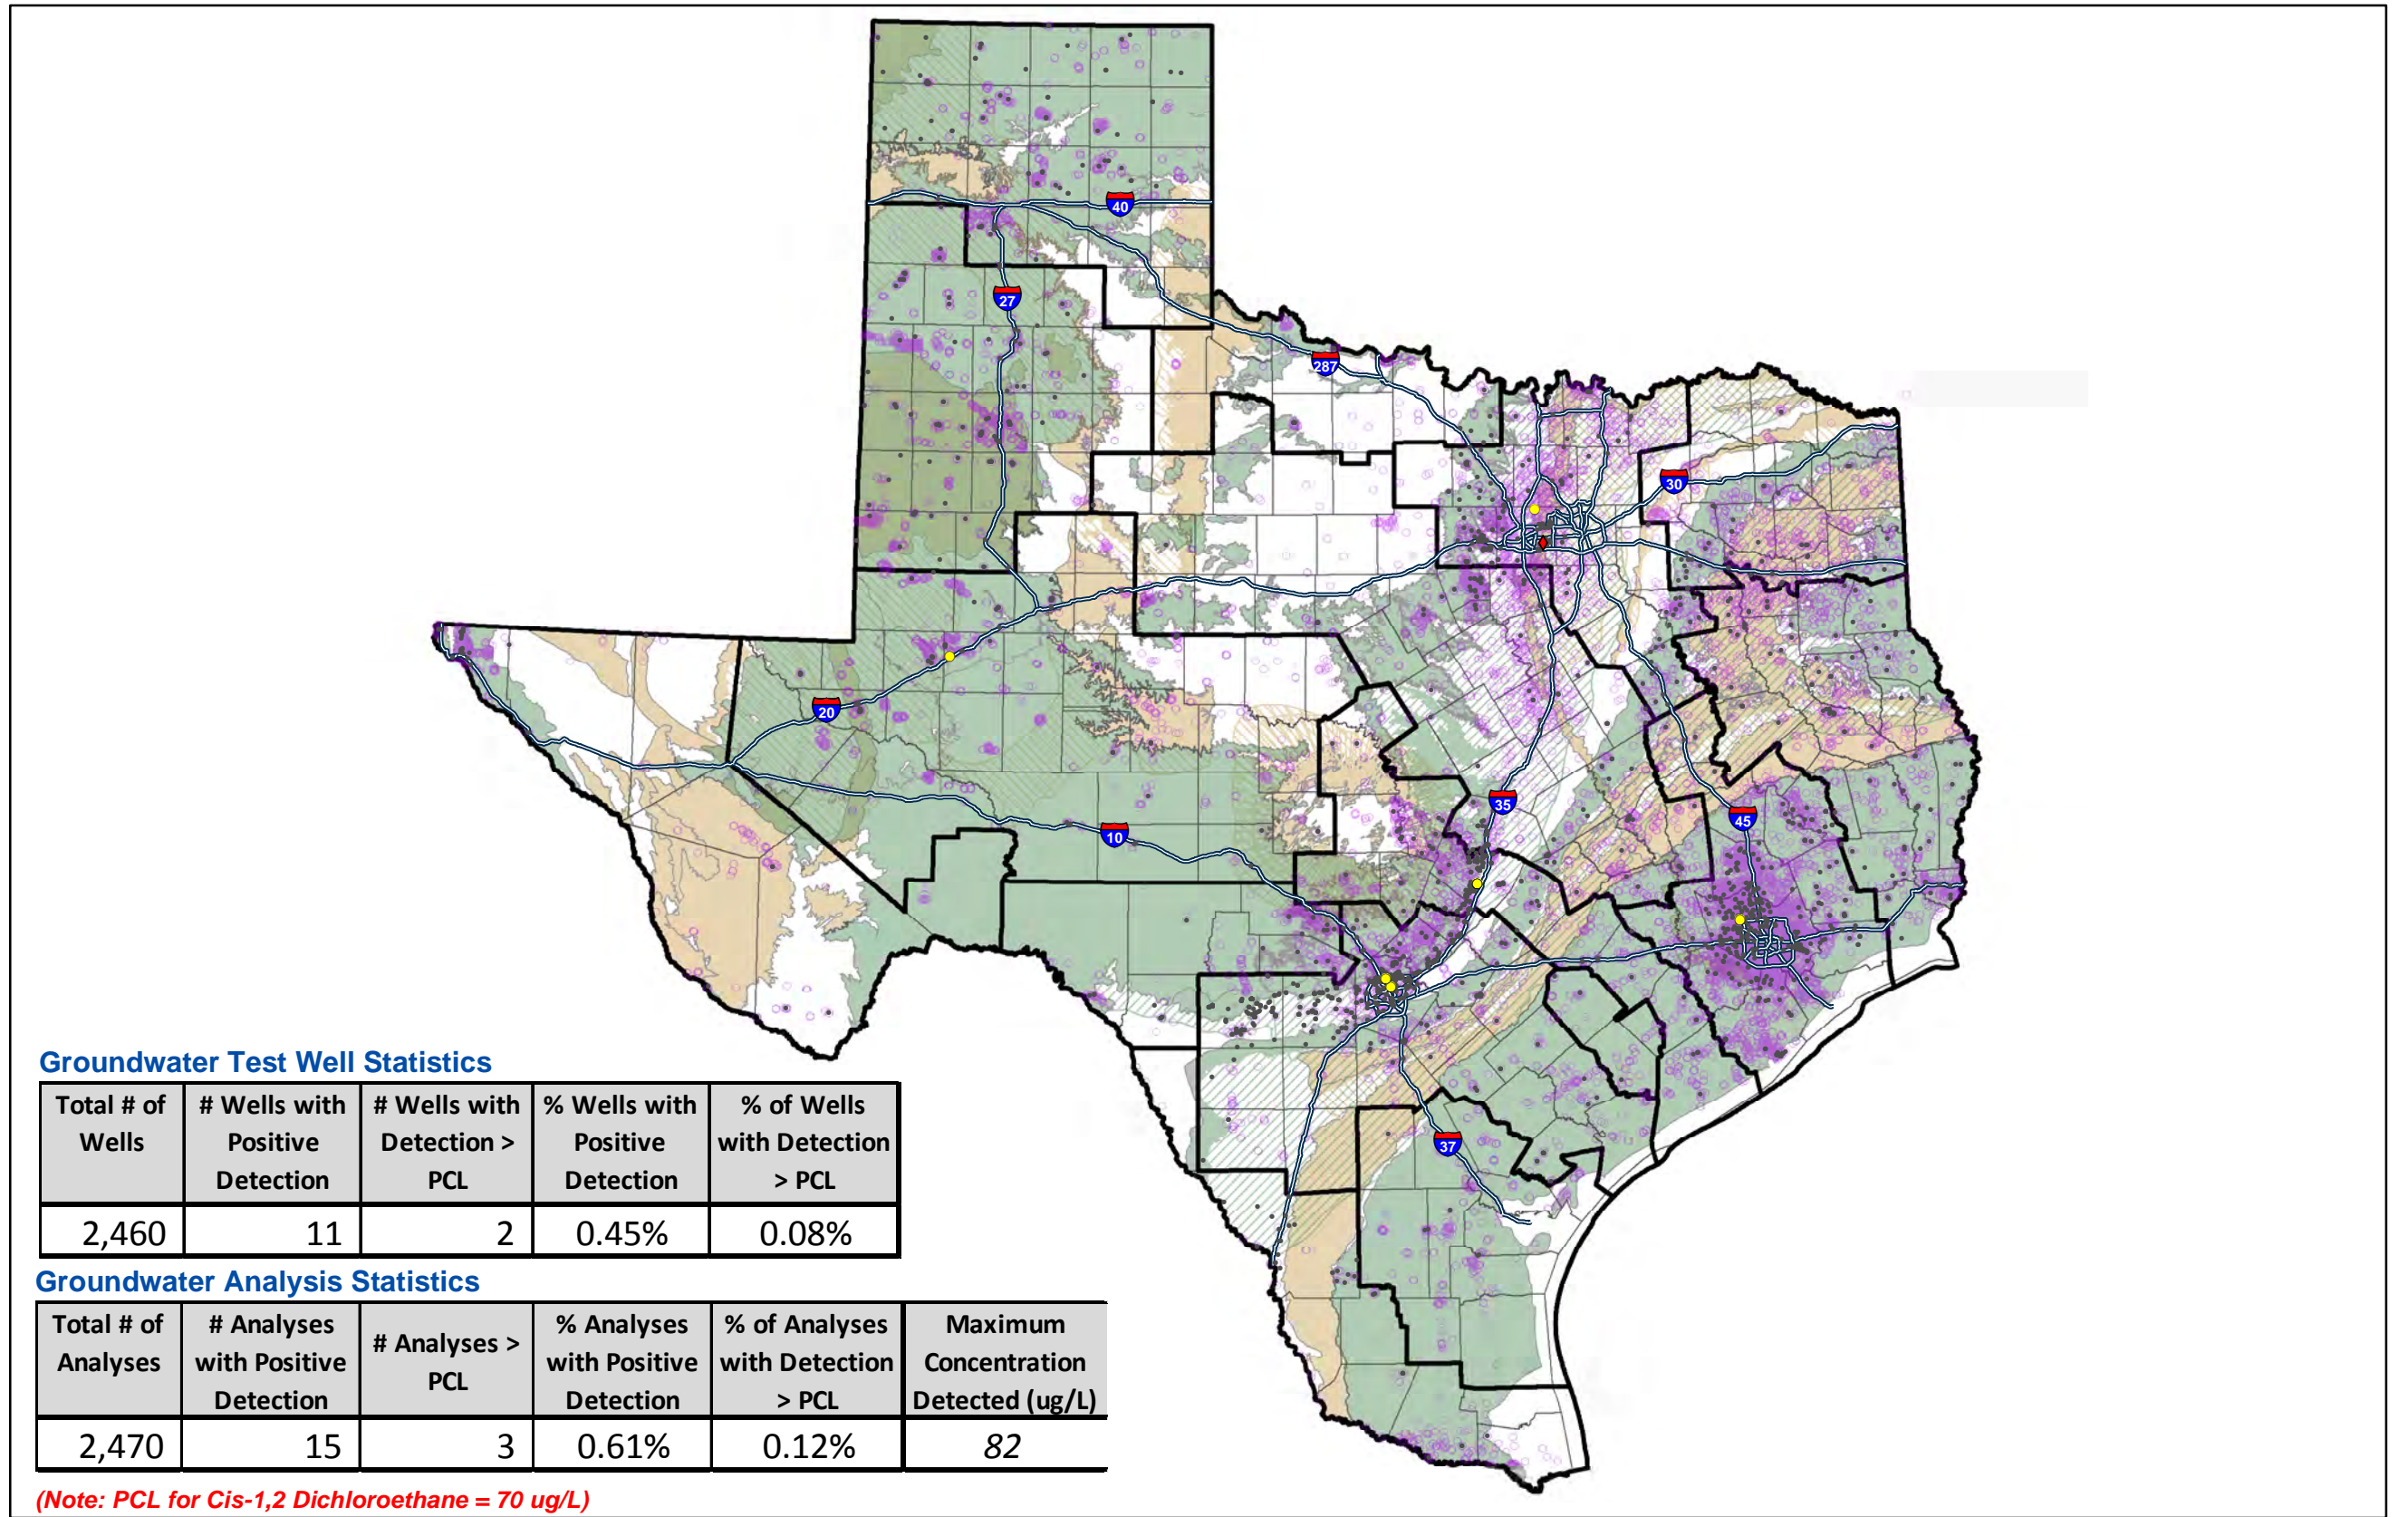 40
27
287
30
20
10
35
45
37
Groundwater Test Well Statistics
Total # of Wells
# Wells with Positive Detection
# Wells with Detection > PCL
% Wells with Positive Detection
% of Wells with Detection > PCL
2,460 11 2 0.45% 0.08%
Groundwater Analysis Statistics
Total # of Analyses
# Analyses with Positive Detection
# Analyses > PCL
% Analyses with Positive Detection
% of Analyses with Detection > PCL
Maximum Concentration Detected (ug/L)
2,470 15 3 0.61% 0.12% 82
(Note: PCL for Cis-1,2 Dichloroethane = 70 ug/L)